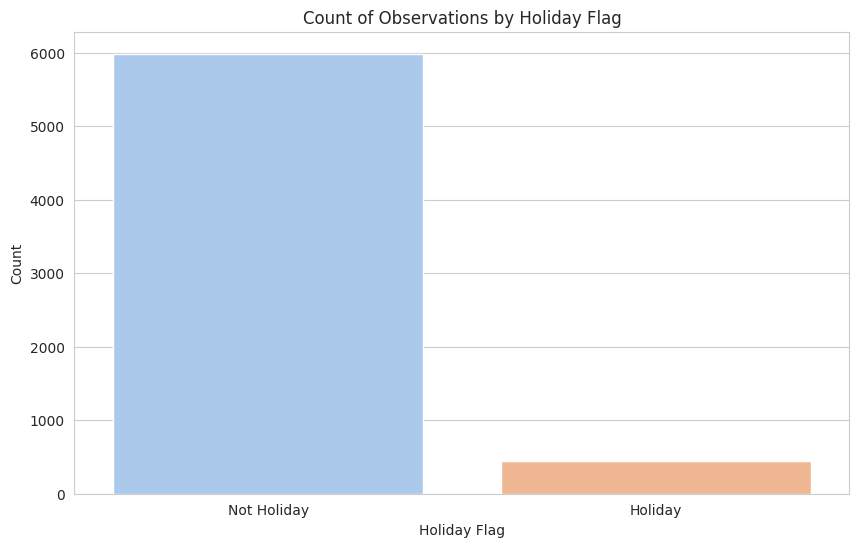 Count of Observations by Holiday Flag
6000
5000
4000
3000
2000
1000
0
Count
Not Holiday
Holiday
Holiday Flag